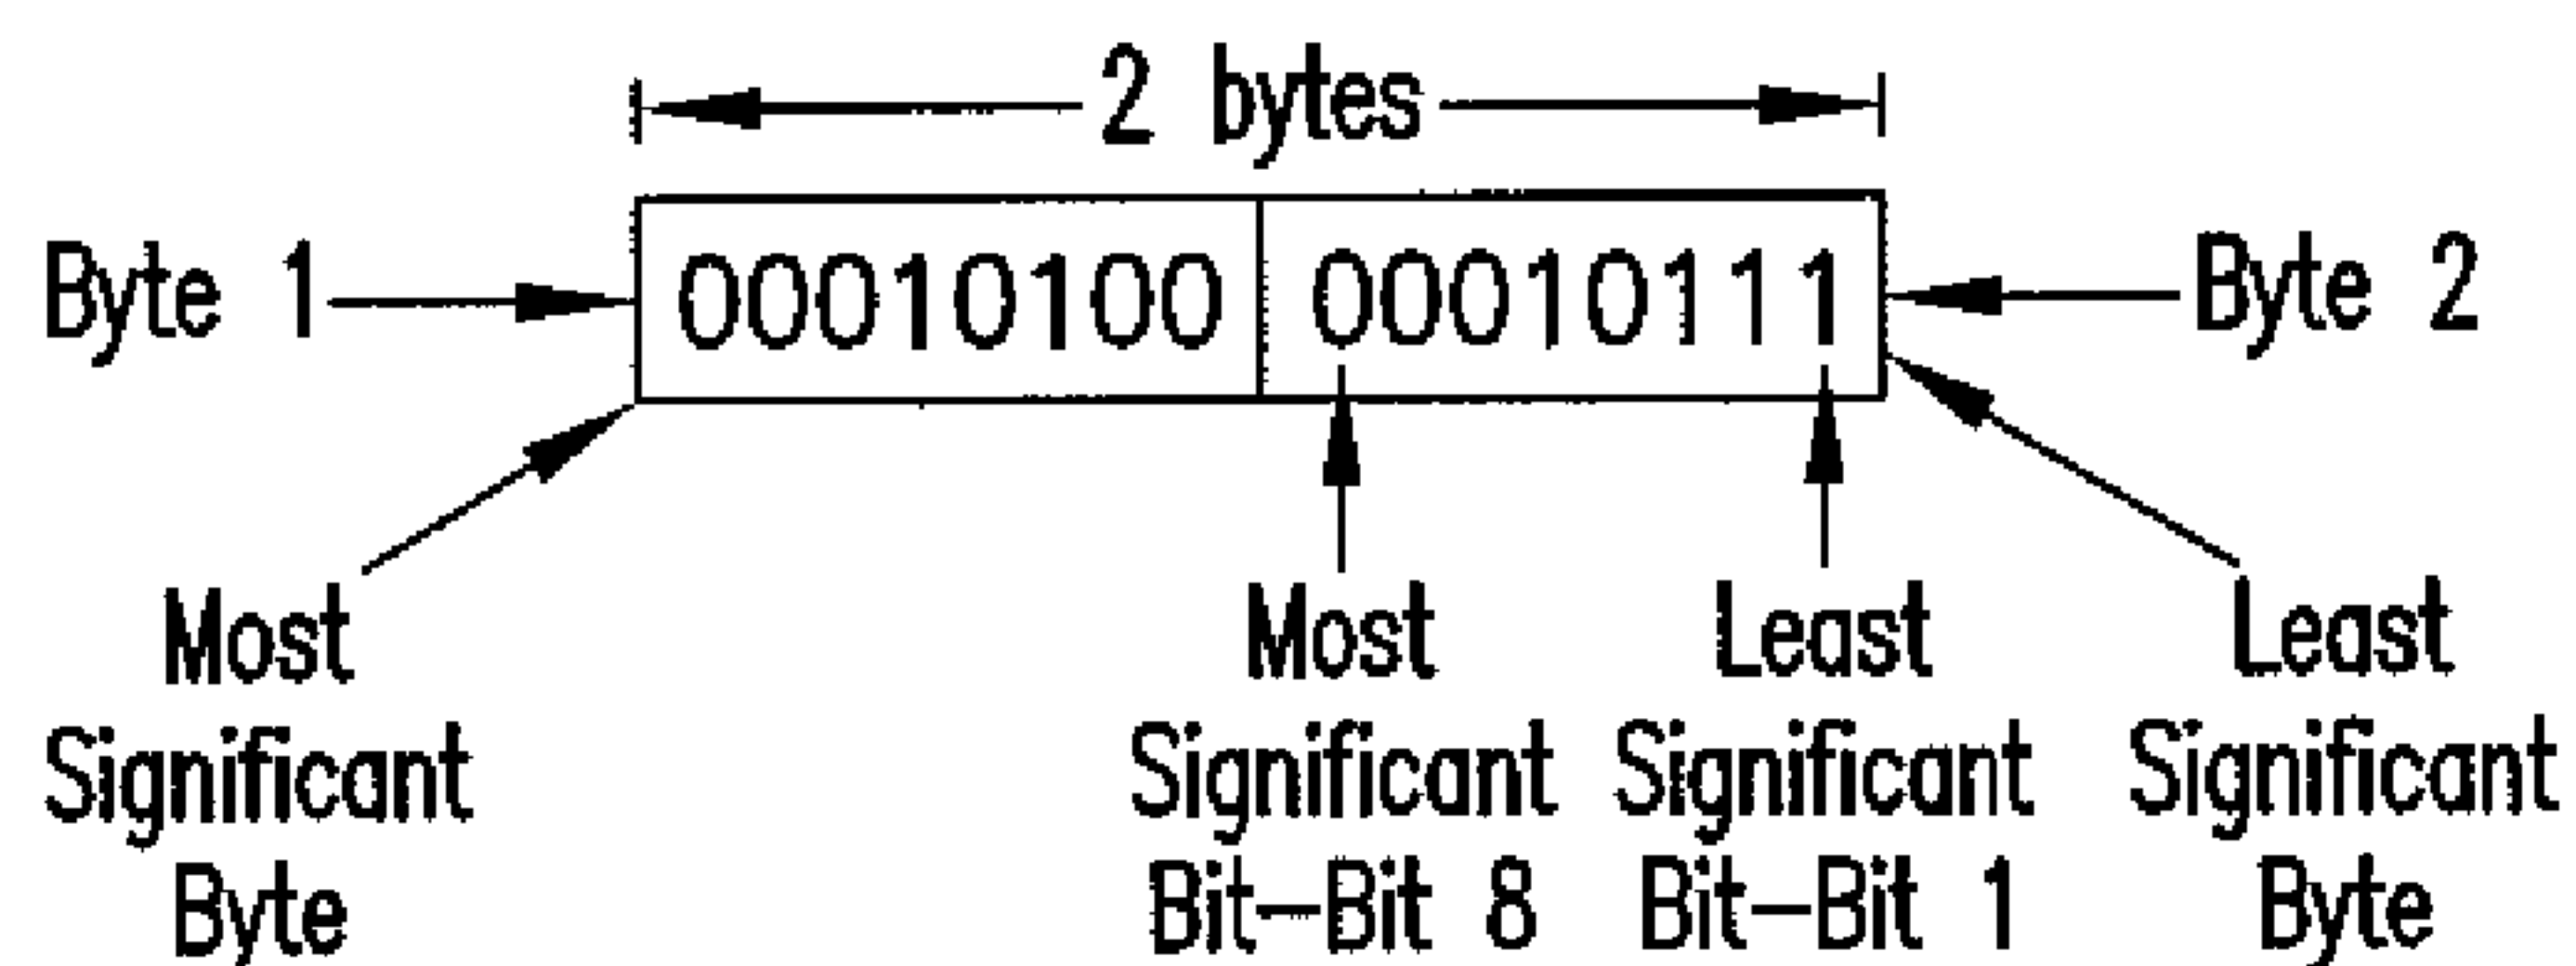 2 bytes
Byte 1
00010100
00010111
Byte 2
Most
Significant
Byte
Most
Significant
Bit-Bit 8
Least
Significant
Bit-Bit 1
Least
Significant
Byte